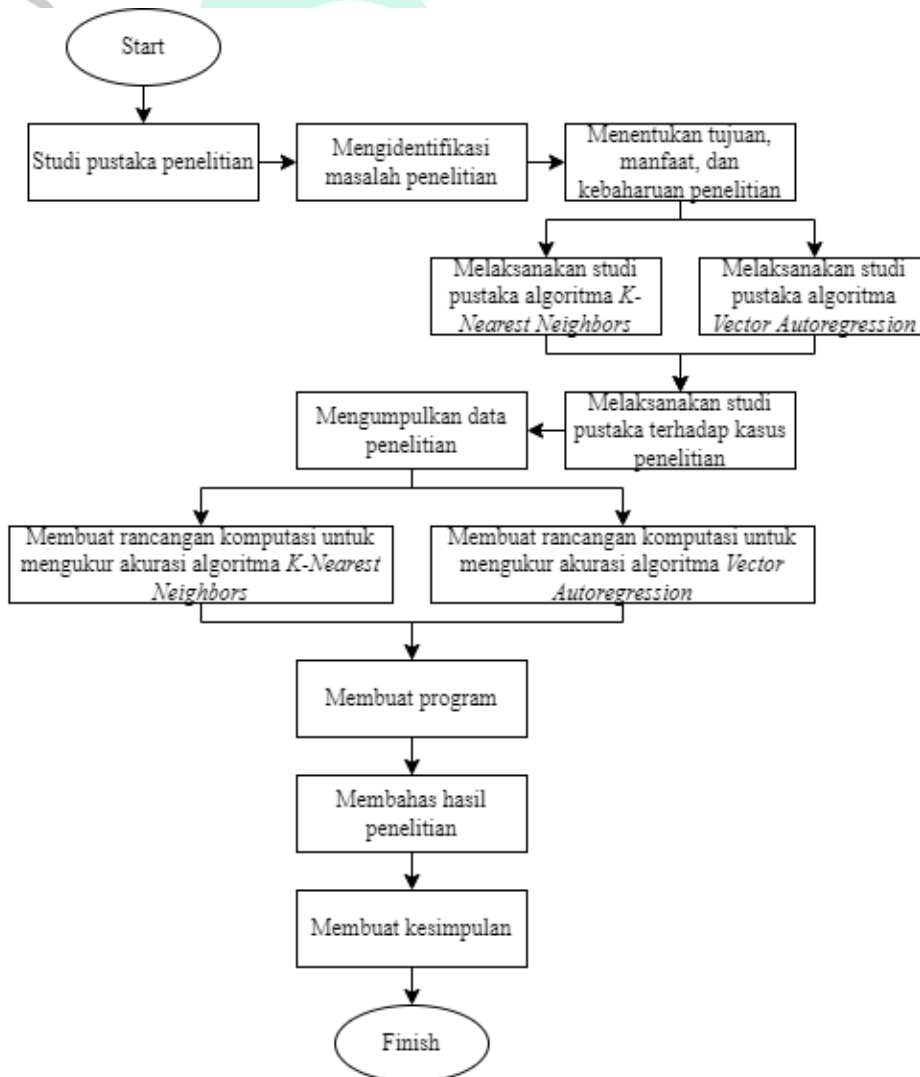 Start
Studi pustaka penelitian
Mengidentifikasi
masalah penelitian
Menentukan tujuan,
manfaat, dan
kebaharuan penelitian
Melaksanakan studi
pustaka algoritma K-
Nearest Neighbors
Melaksanakan studi
pustaka algoritma
Vector Autoregression
Melaksanakan studi
pustaka terhadap kasus
penelitian
Mengumpulkan data
penelitian
Membuat rancangan komputasi untuk
mengukur akurasi algoritma K-Nearest
Neighbors
Membuat rancangan komputasi untuk
mengukur akurasi algoritma Vector
Autoregression
Membuat program
Membahas hasil
penelitian
Membuat kesimpulan
Finish